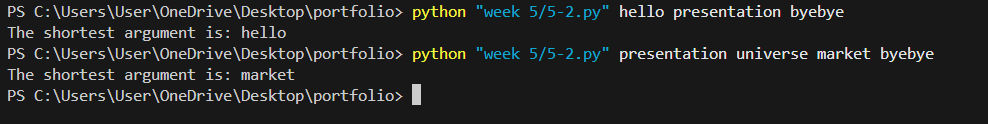 PS C:\Users\User\OneDrive\Desktop\portfolio> python "week 5/5-2.py" hello presentation byebye
The shortest argument is: hello
PS C:\Users\User\OneDrive\Desktop\portfolio> python "week 5/5-2.py" presentation universe market byebye
The shortest argument is: market
PS C:\Users\User\OneDrive\Desktop\portfolio>